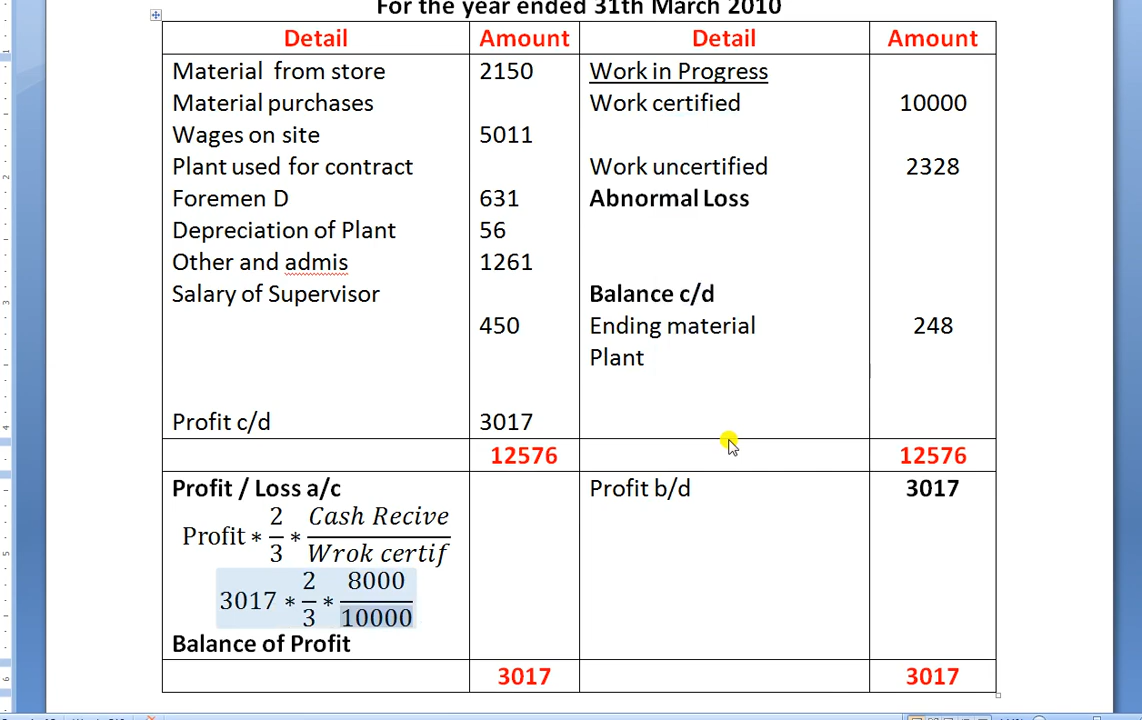 For the year ended 31th March 2010
Detail Amount Detail Amount
Material from store 2150 Work in Progress
Material purchases Work certified 10000
Wages on site 5011
Plant used for contract Work uncertified 2328
Foremen D 631 Abnormal Loss
Depreciation of Plant 56
Other and admis 1261
Salary of Supervisor Balance c/d
450 Ending material 248
Plant
Profit c/d 3017
12576 12576
Profit / Loss a/c Profit b/d 3017
Profit * 2/3 * Cash Recive/Wrok certif
3017 * 2/3 * 8000/10000
Balance of Profit
3017 3017